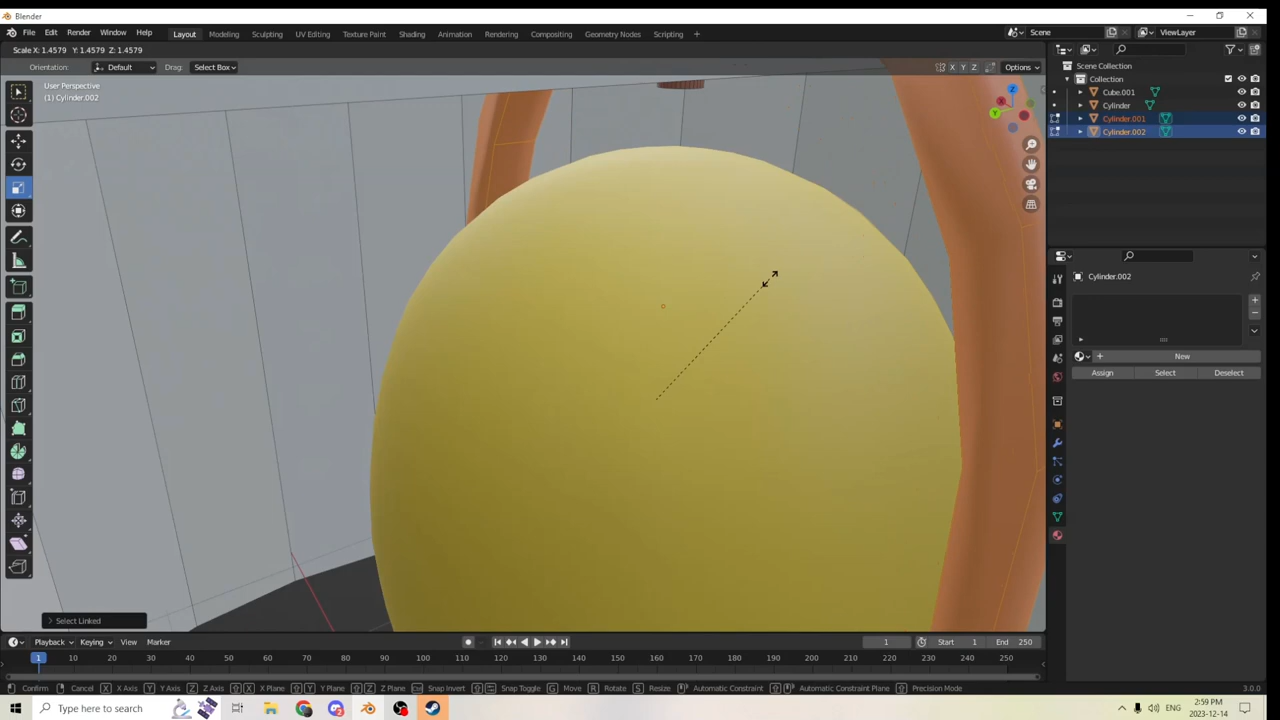 Blender
File Edit Render Window Help Layout Modeling Sculpting UV Editing Texture Paint Shading Animation Rendering Compositing Geometry Nodes Scripting + Scene ViewLayer
Scale X: 1.4579 Y: 1.4579 Z: 1.4579
Orientation: Default Drag: Select Box X Y Z Options
User Perspective
(1) Cylinder.002
Scene Collection
Collection
Cube.001
Cylinder
Cylinder.001
Cylinder.002
Z
X
Y
Cylinder.002
New
Assign Select Deselect
Select Linked
Playback Keying View Marker 1 Start 1 End 250
1 10 20 30 40 50 60 70 80 90 100 110 120 130 140 150 160 170 180 190 200 210 220 230 240 250
Confirm Cancel X X Axis Y Y Axis Z Z Axis X X Plane Y Y Plane Z Z Plane Snap Invert Snap Toggle G Move R Rotate S Resize Automatic Constraint Automatic Constraint Plane Precision Mode 3.0.0
Type here to search ENG 2:59 PM
2023-12-14